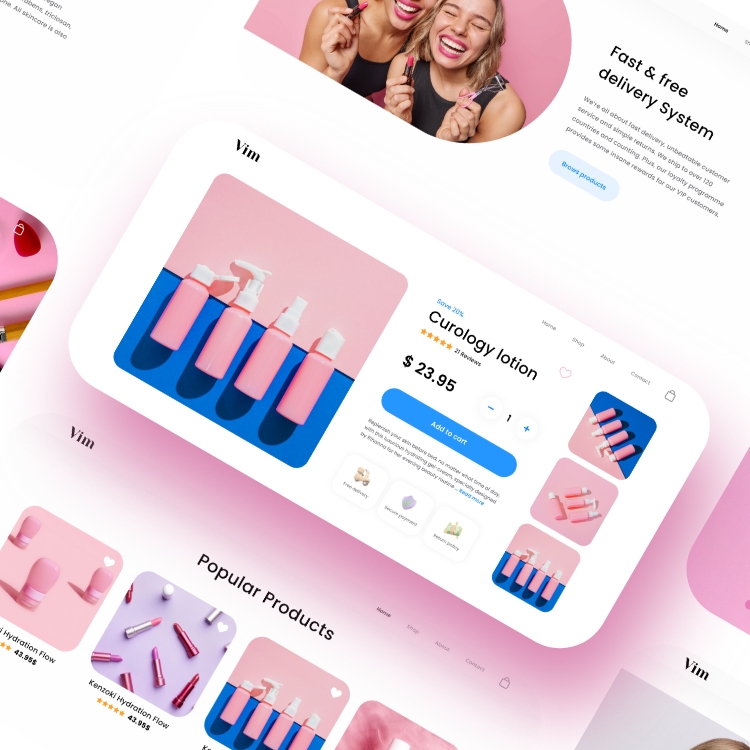 egan
rabens, triclosan,
one. All skincare is also
Home
Fast & free
delivery System
We're all about fast delivery, unbeatable customer
service and simple returns. We ship to over 120
countries and counting. Plus, our loyalty programme
provides some insane rewards for our VIP customers.
Brows products
Vim
Home
Shop
About
Contact
Save 20%
Curology lotion
21 Reviews
$ 23.95
1
Add to cart
Replenish your skin before bed, no matter what time of day,
with this luxurious hydrating gel-cream, specially designed
by Rihanna for her evening beauty routine ... Read more
Free delivery
Secure payment
Return policy
Vim
Home
Shop
About
Contact
Popular Products
Hydration Flow
43.95$
Kenzoki Hydration Flow
43.95$
Vim